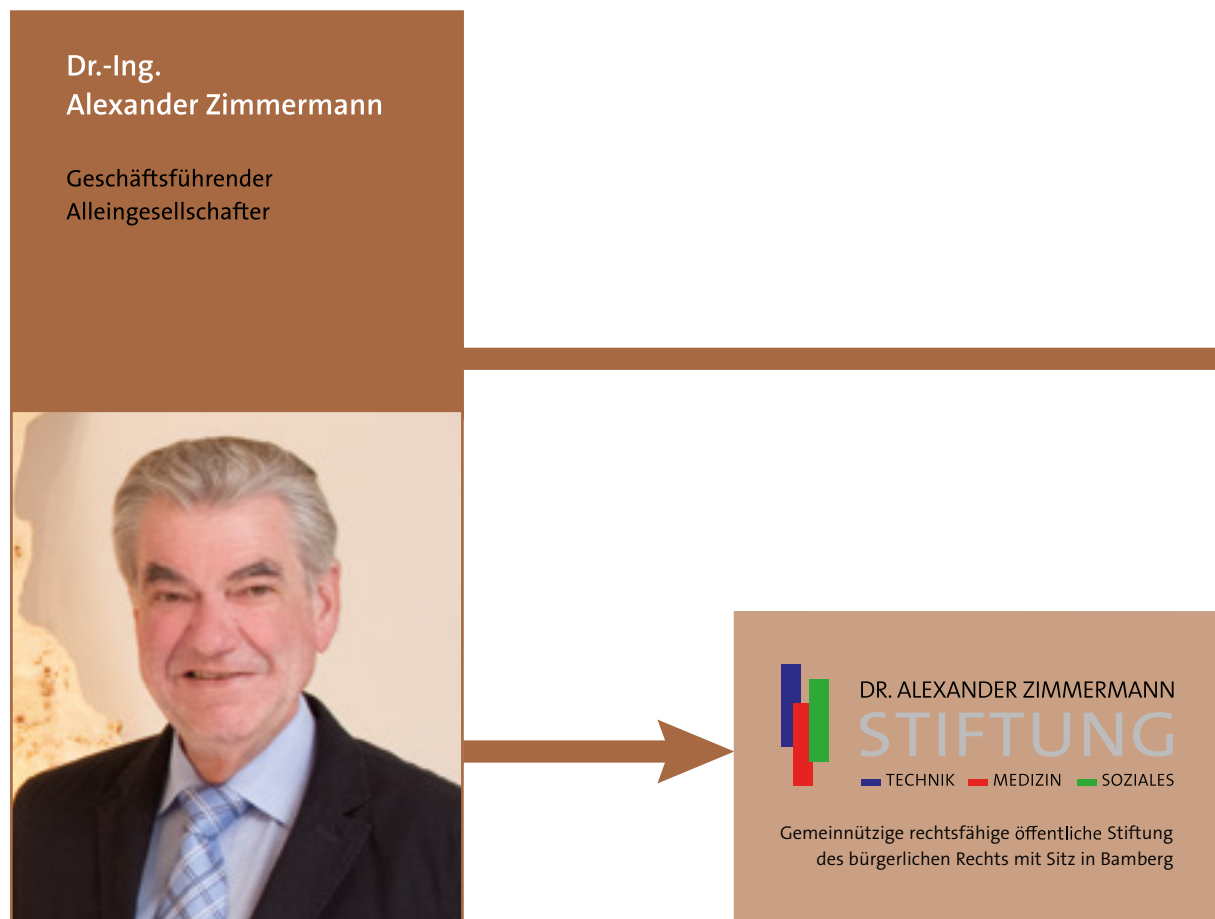 Dr.-Ing.
Alexander Zimmermann
Geschäftsführender
Alleingesellschafter
DR. ALEXANDER ZIMMERMANN
STIFTUNG
TECHNIK MEDIZIN SOZIALES
Gemeinnützige rechtsfähige öffentliche Stiftung
des bürgerlichen Rechts mit Sitz in Bamberg